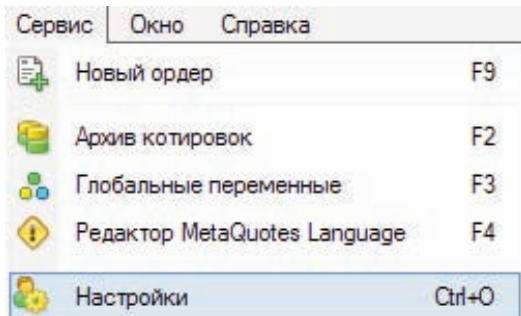 Сервис Окно Справка
Новый ордер F9
Архив котировок F2
Глобальные переменные F3
Редактор MetaQuotes Language F4
Настройки Ctrl+O